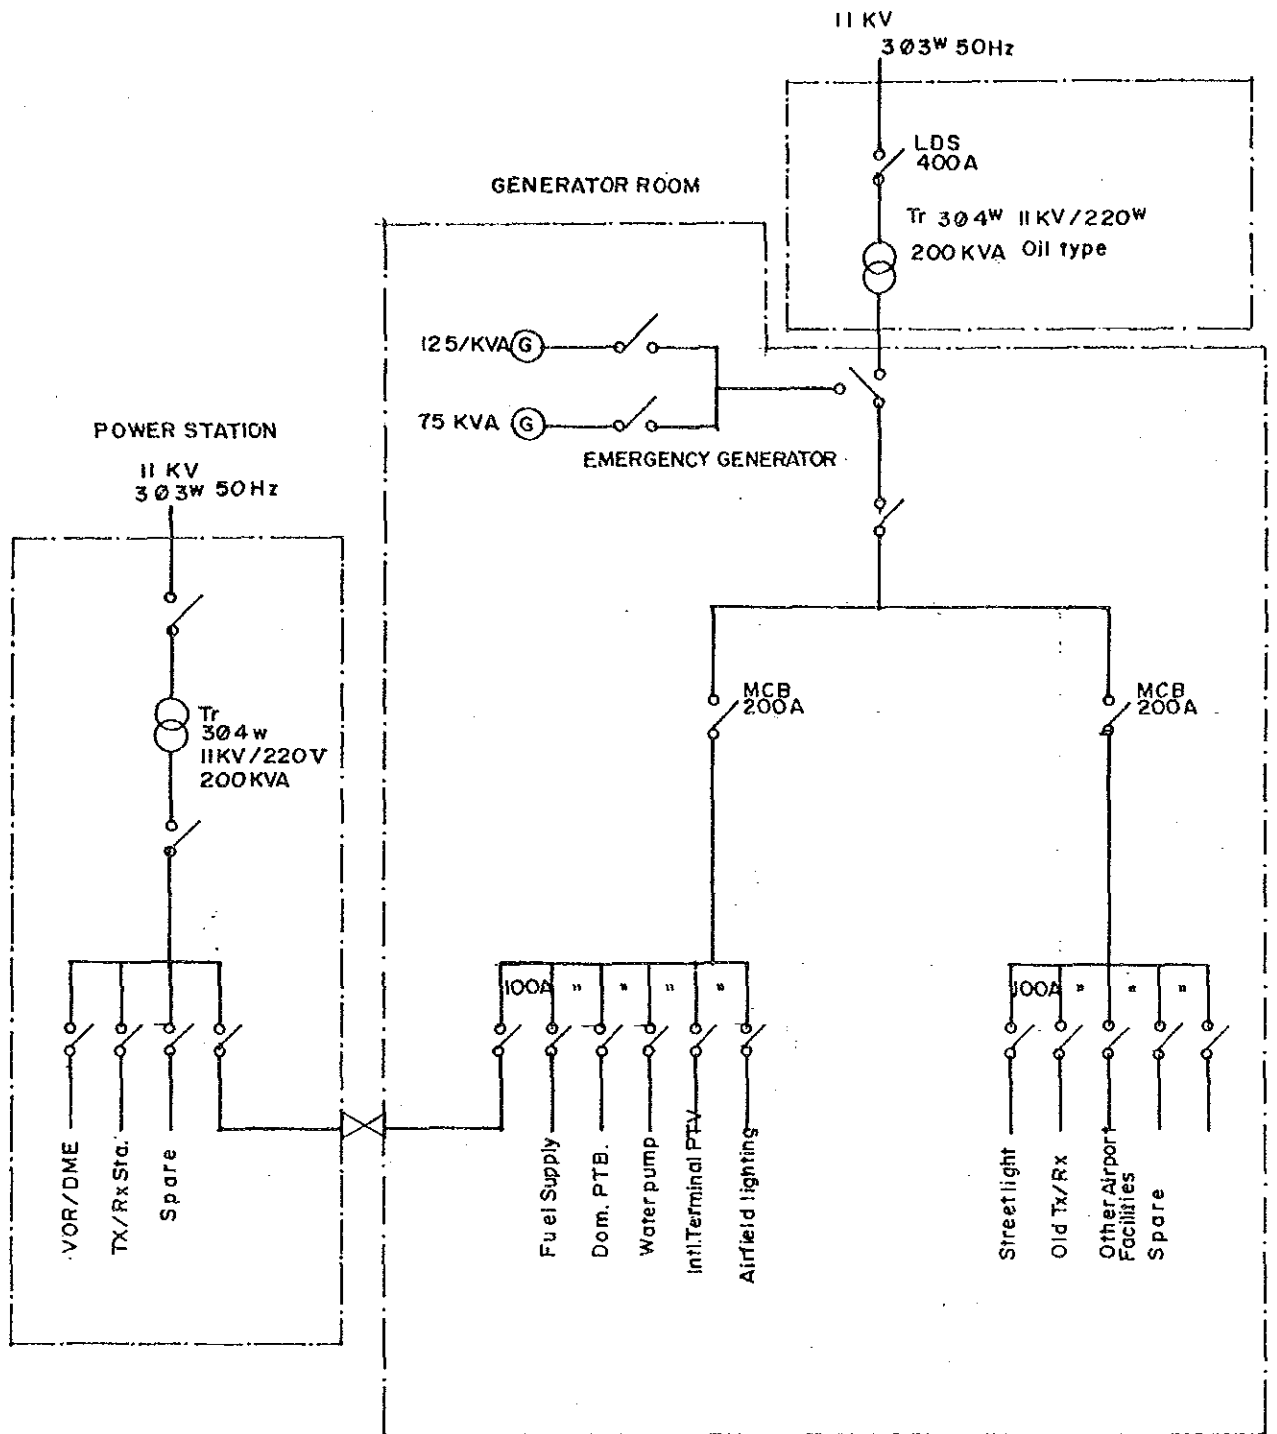 11 KV
3Ø3W 50Hz
LDS
400A
GENERATOR ROOM
Tr 3Ø4W 11KV/220W
200KVA Oil type
125/KVA G
75 KVA G
EMERGENCY GENERATOR
POWER STATION
11 KV
3Ø3W 50Hz
MCB
200A
MCB
200A
Tr
3Ø4W
11KV/220V
200KVA
100A " " " "
100A " " "
VOR/DME
TX/Rx Sta.
Spare
Fuel Supply
Dom. PTB.
Water pump
Intl.Terminal PTV
Airfield lighting
Street light
Old Tx/Rx
Other Airport
Facilities
Spare